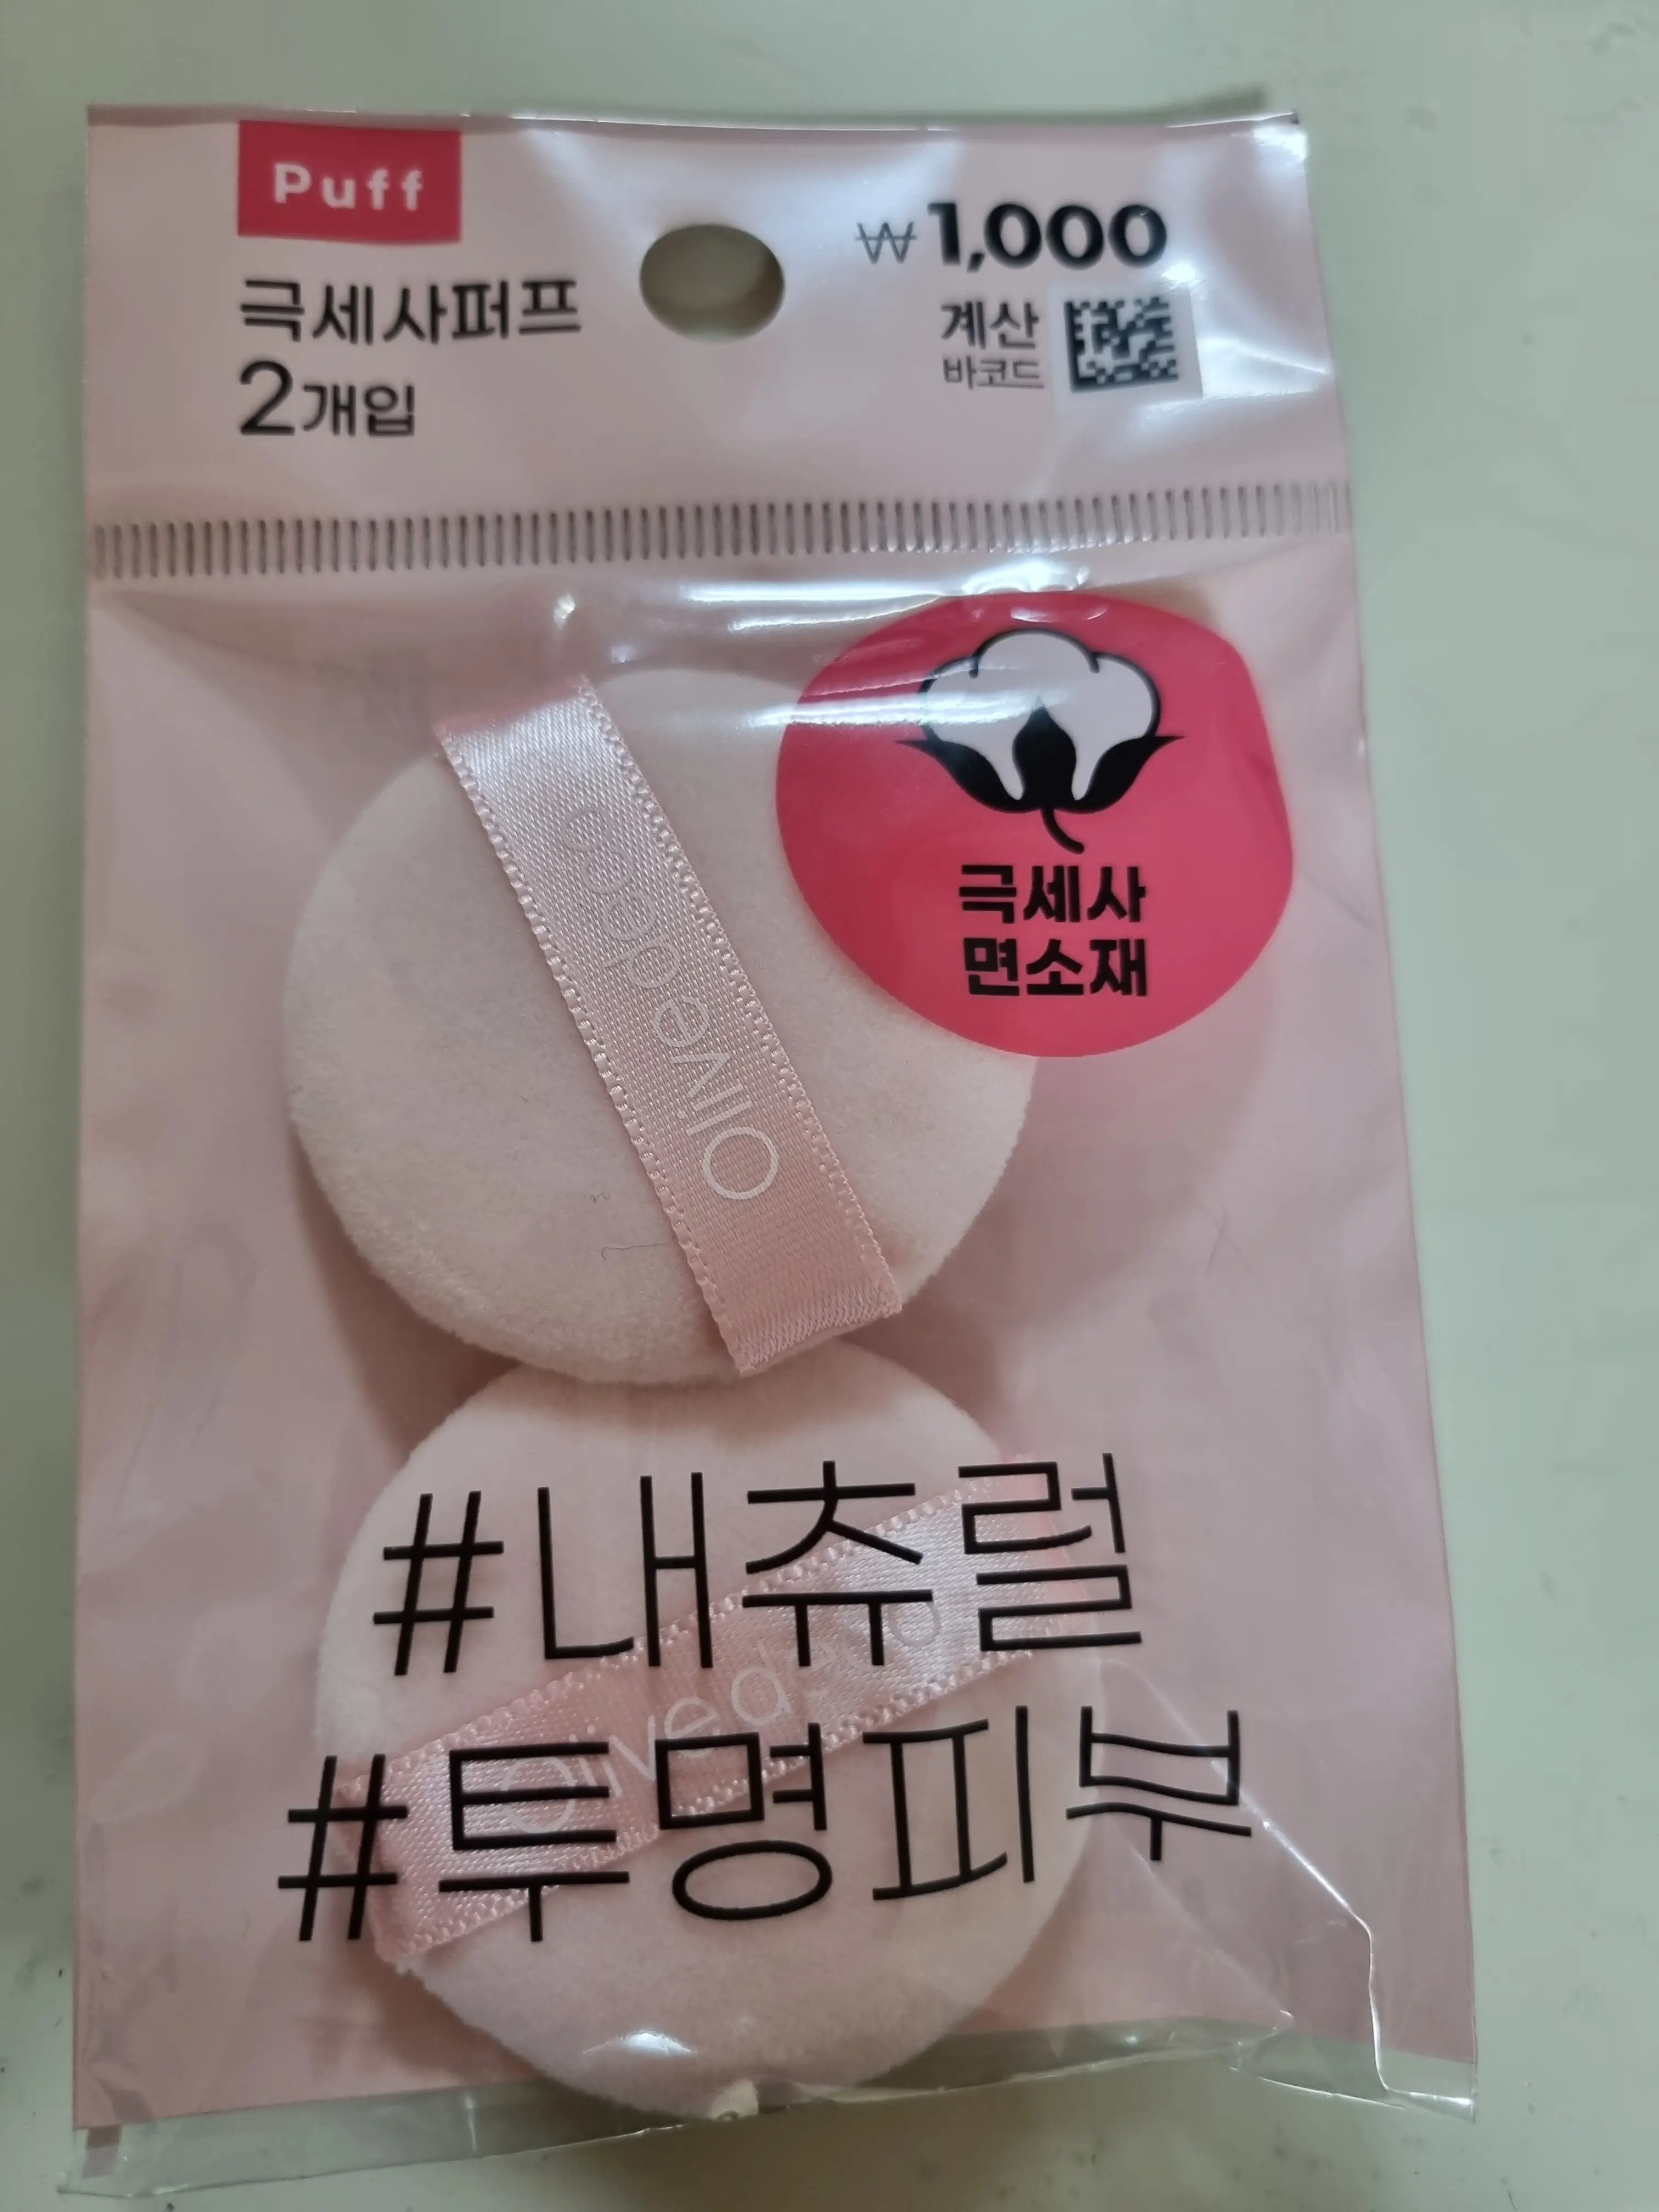 Puff
극세사퍼프
2개입
₩1,000
계산
바코드
극세사
면소재
Olivedeco
#내츄럴
#투명피부